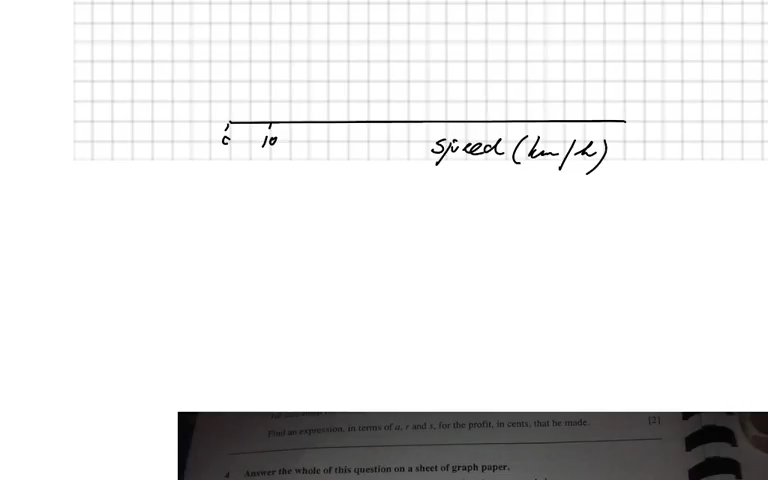 0 10
speed (km/h)
Find an expression, in terms of a, r and s, for the profit, in cents, that he made. [2]
4 Answer the whole of this question on a sheet of graph paper.